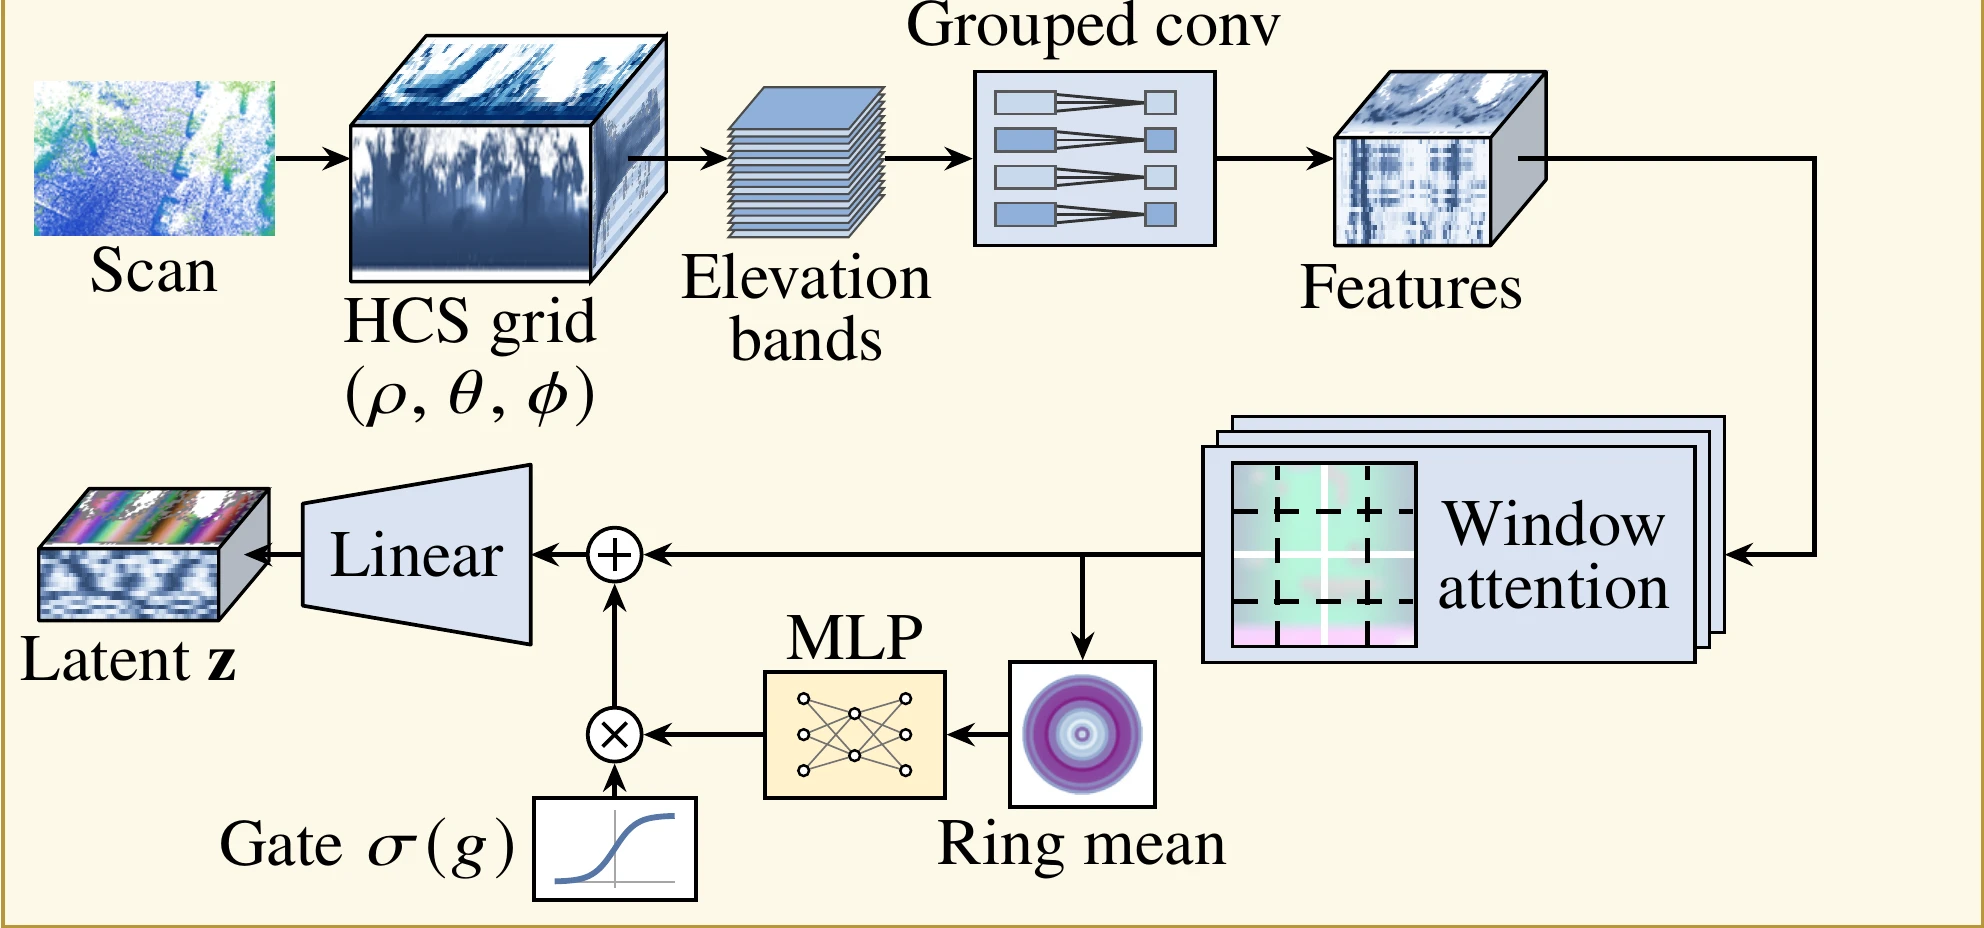 Grouped conv
Scan
HCS grid
(ρ, θ, ϕ)
Elevation
bands
Features
Window
attention
Linear
Latent z
MLP
Ring mean
Gate σ(g)